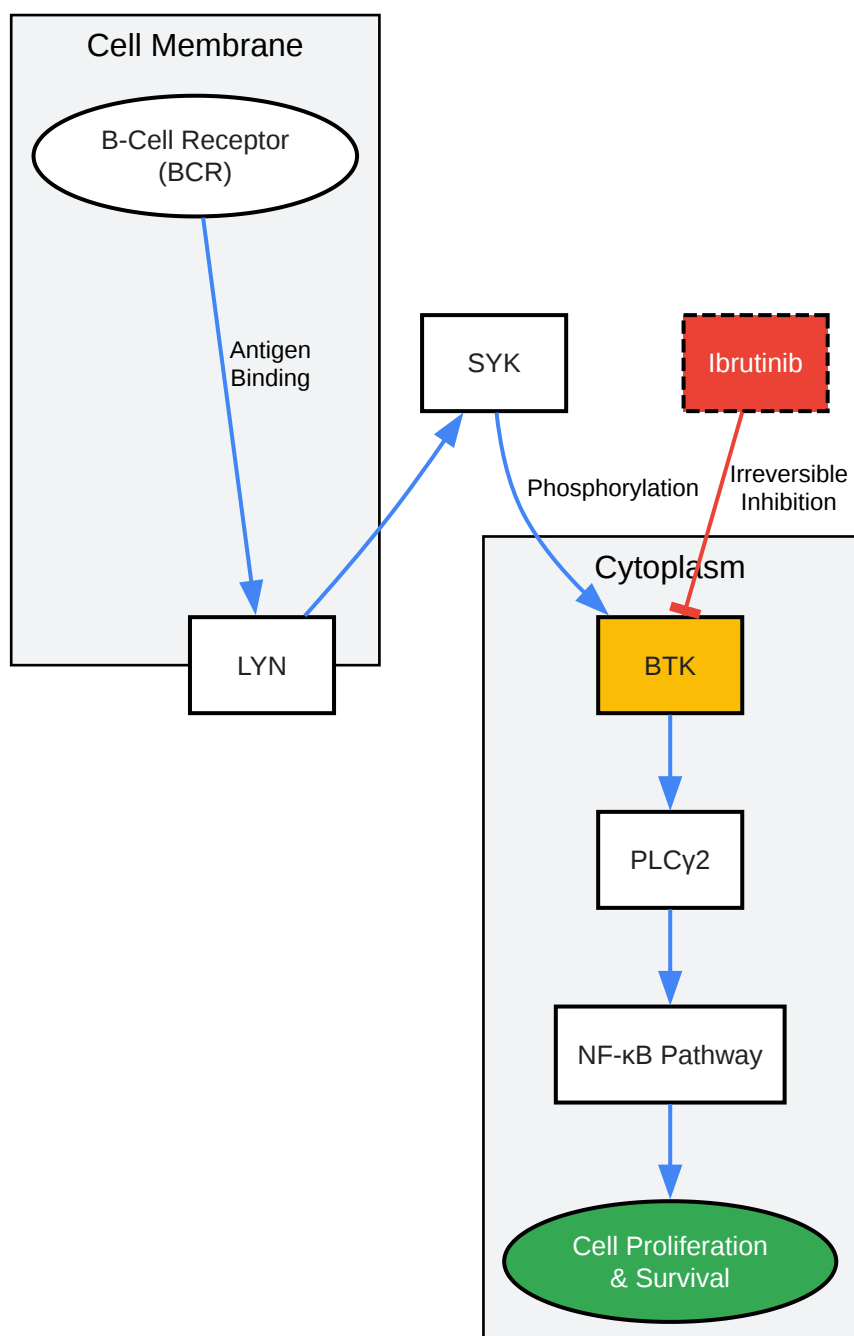 Cell Membrane
B-Cell Receptor
(BCR)
Antigen
Binding
SYK
Ibrutinib
Phosphorylation
Irreversible
Inhibition
Cytoplasm
LYN
BTK
PLCγ2
NF-κB Pathway
Cell Proliferation
& Survival